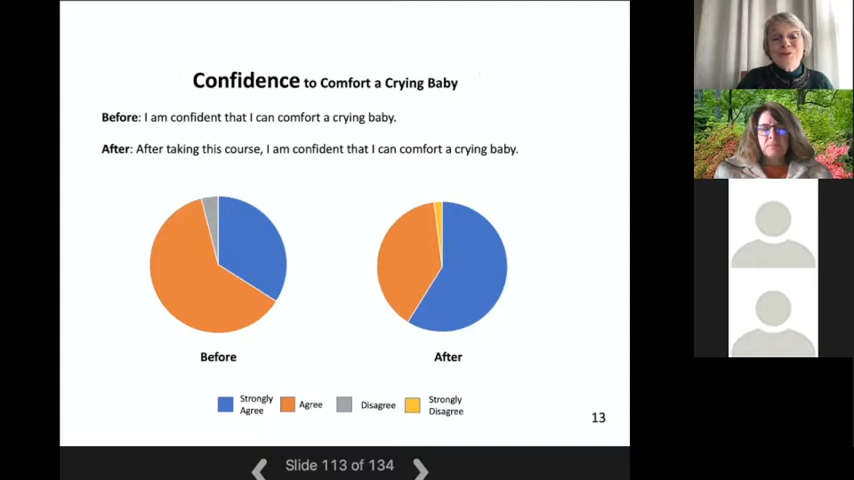 Confidence to Comfort a Crying Baby
Before: I am confident that I can comfort a crying baby.
After: After taking this course, I am confident that I can comfort a crying baby.
Before
After
Strongly
Agree
Agree
Disagree
Strongly
Disagree
13
Slide 113 of 134